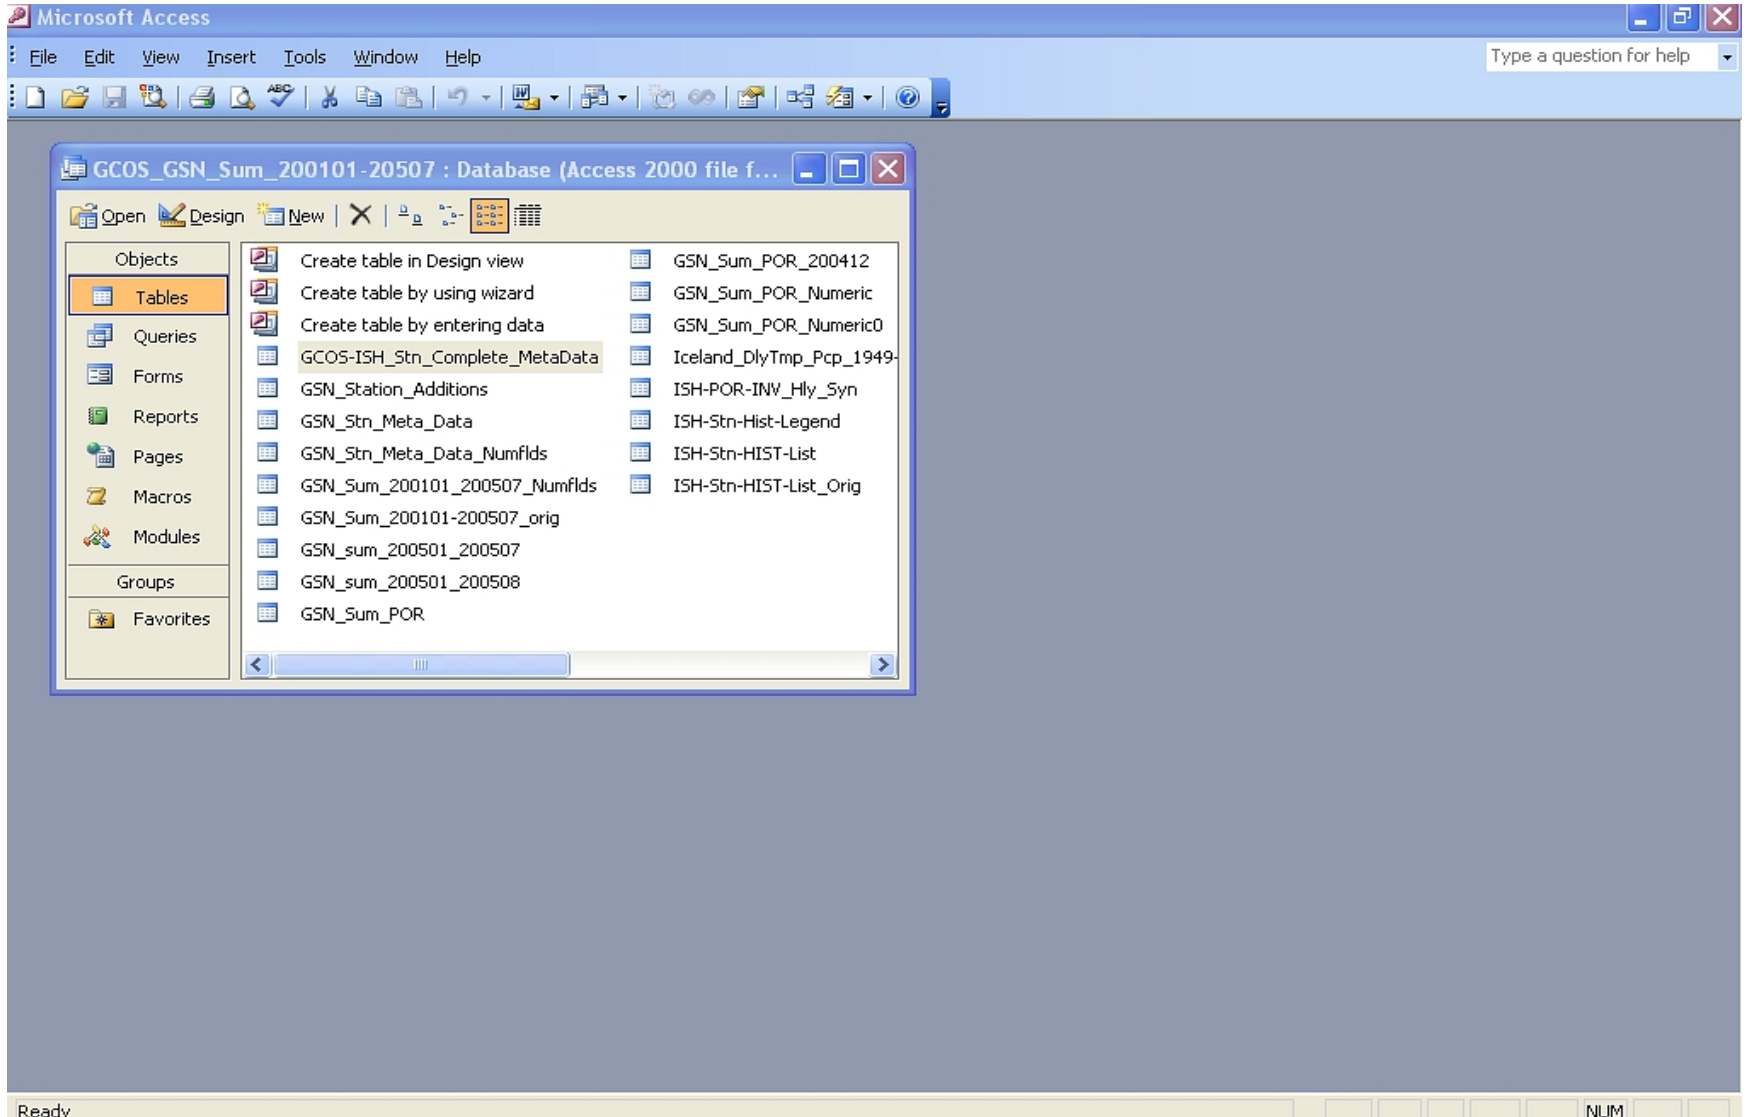 Microsoft Access
File Edit View Insert Tools Window Help
Type a question for help
GCOS_GSN_Sum_200101-20507 : Database (Access 2000 file f...
Open Design New
Objects
Tables
Queries
Forms
Reports
Pages
Macros
Modules
Groups
Favorites
Create table in Design view
Create table by using wizard
Create table by entering data
GCOS-ISH_Stn_Complete_MetaData
GSN_Station_Additions
GSN_Stn_Meta_Data
GSN_Stn_Meta_Data_Numflds
GSN_Sum_200101_200507_Numflds
GSN_Sum_200101-200507_orig
GSN_sum_200501_200507
GSN_sum_200501_200508
GSN_Sum_POR
GSN_Sum_POR_200412
GSN_Sum_POR_Numeric
GSN_Sum_POR_Numeric0
Iceland_DlyTmp_Pcp_1949-
ISH-POR-INV_Hly_Syn
ISH-Stn-Hist-Legend
ISH-Stn-HIST-List
ISH-Stn-HIST-List_Orig
Ready
NUM